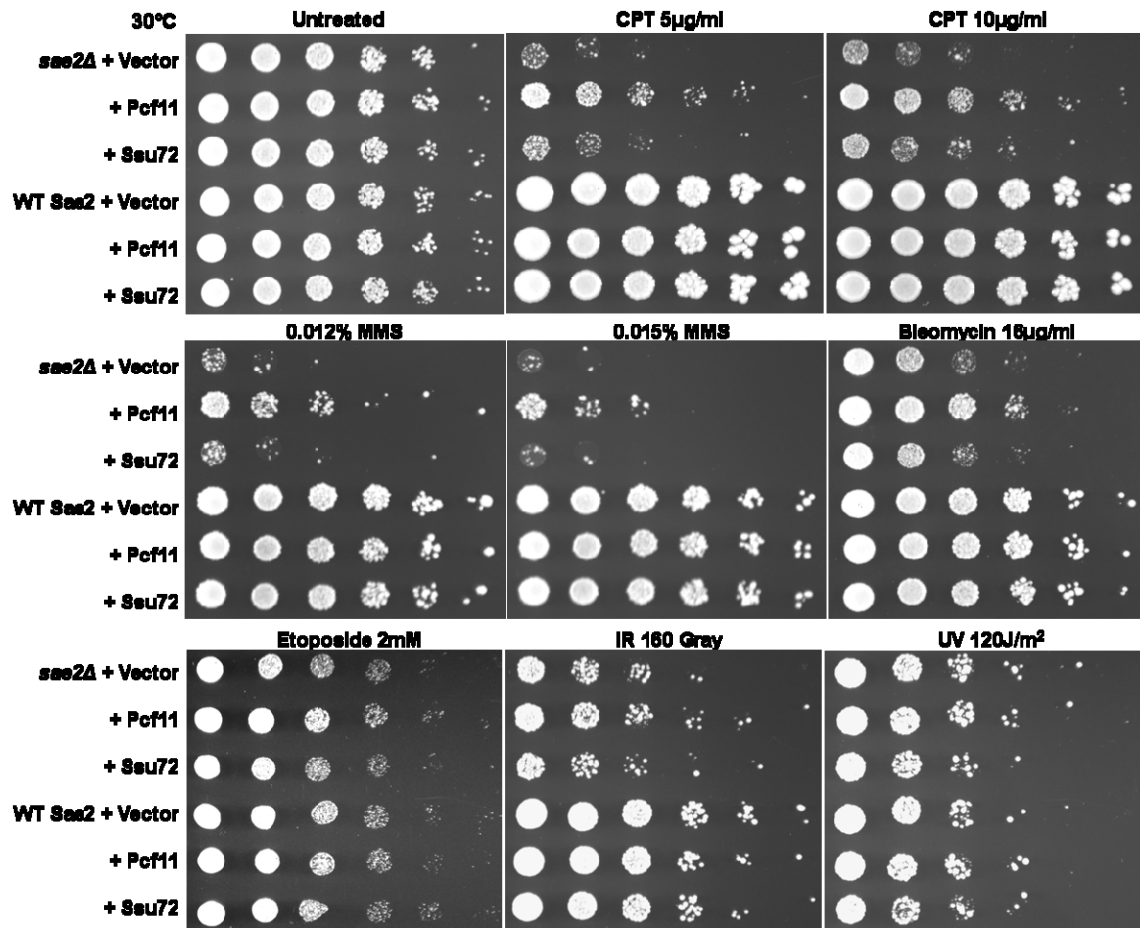 30°C Untreated CPT 5µg/ml CPT 10µg/ml
sae2Δ + Vector
+ Pcf11
+ Ssu72
WT Sae2 + Vector
+ Pcf11
+ Ssu72
0.012% MMS 0.015% MMS Bleomycin 16µg/ml
sae2Δ + Vector
+ Pcf11
+ Ssu72
WT Sae2 + Vector
+ Pcf11
+ Ssu72
Etoposide 2mM IR 160 Gray UV 120J/m²
sae2Δ + Vector
+ Pcf11
+ Ssu72
WT Sae2 + Vector
+ Pcf11
+ Ssu72